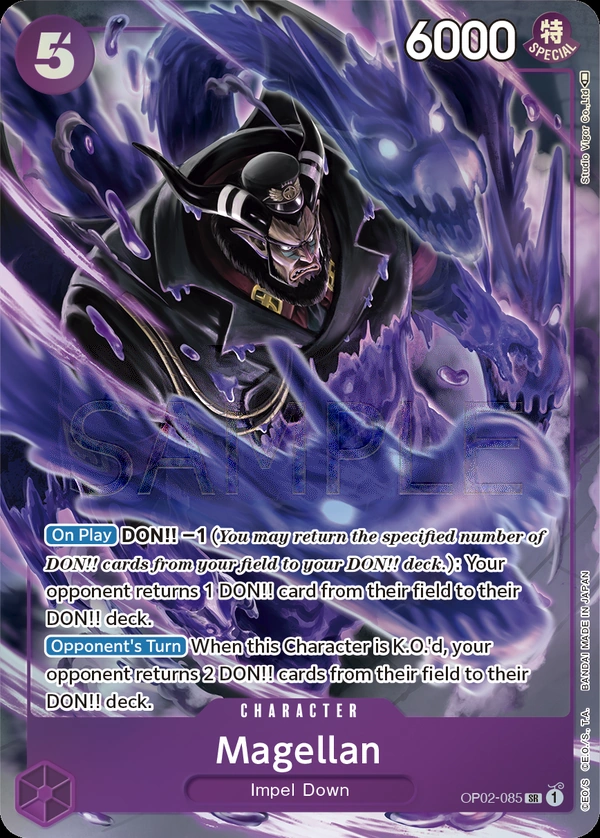 5
6000
特
SPECIAL
Studio Vigor Co.,Ltd
SAMPLE
On Play DON!! −1 (You may return the specified number of
DON!! cards from your field to your DON!! deck.): Your
opponent returns 1 DON!! card from their field to their
DON!! deck.
Opponent's Turn When this Character is K.O.'d, your
opponent returns 2 DON!! cards from their field to their
DON!! deck.
CHARACTER
Magellan
Impel Down
OP02-085 SR 1
©EO/S ©E.O./S., T.A. BANDAI MADE IN JAPAN